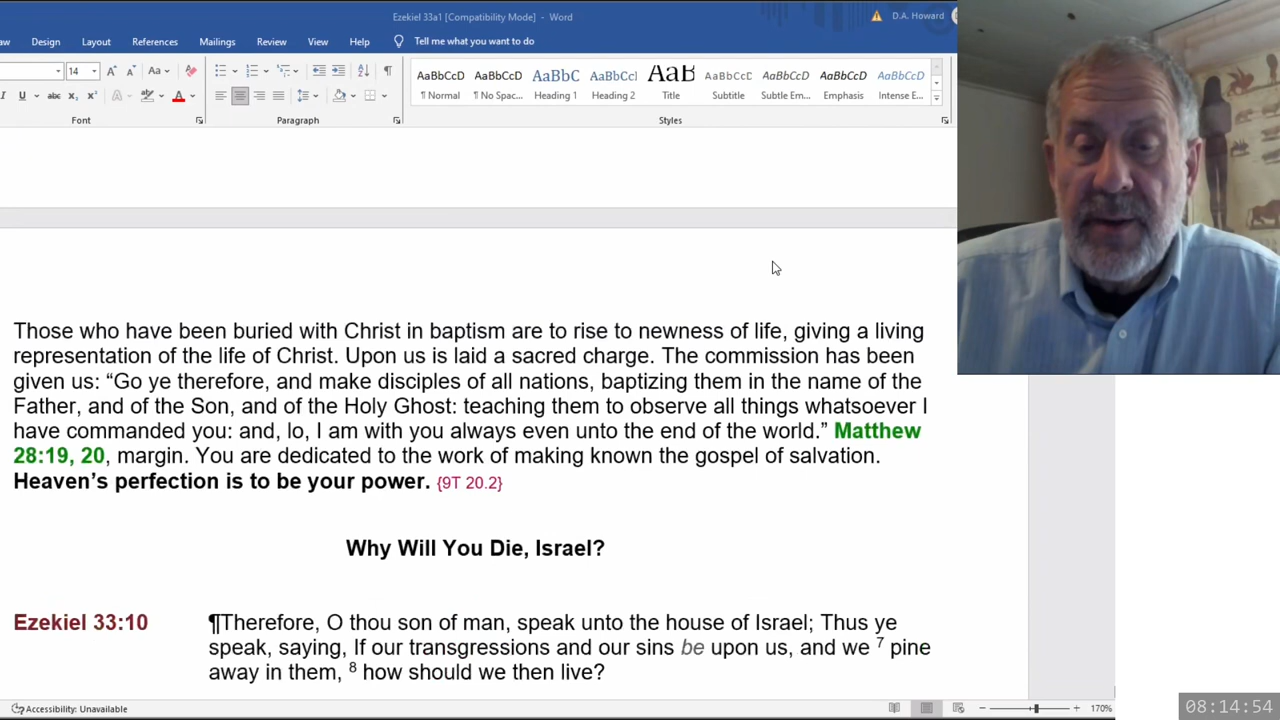 Ezekiel 33a1 [Compatibility Mode] - Word
D.A. Howard
aw Design Layout References Mailings Review View Help Tell me what you want to do
14 Aa
AaBbCcD AaBbCcD AaBbC AaBbCcI AaB AaBbCcD AaBbCcD AaBbCcD AaBbCcD
¶ Normal ¶ No Spac... Heading 1 Heading 2 Title Subtitle Subtle Em... Emphasis Intense E...
Font Paragraph Styles
Those who have been buried with Christ in baptism are to rise to newness of life, giving a living
representation of the life of Christ. Upon us is laid a sacred charge. The commission has been
given us: “Go ye therefore, and make disciples of all nations, baptizing them in the name of the
Father, and of the Son, and of the Holy Ghost: teaching them to observe all things whatsoever I
have commanded you: and, lo, I am with you always even unto the end of the world.” Matthew
28:19, 20, margin. You are dedicated to the work of making known the gospel of salvation.
Heaven’s perfection is to be your power. {9T 20.2}
Why Will You Die, Israel?
Ezekiel 33:10 ¶Therefore, O thou son of man, speak unto the house of Israel; Thus ye
speak, saying, If our transgressions and our sins be upon us, and we 7 pine
away in them, 8 how should we then live?
Accessibility: Unavailable
170%
08:14:54